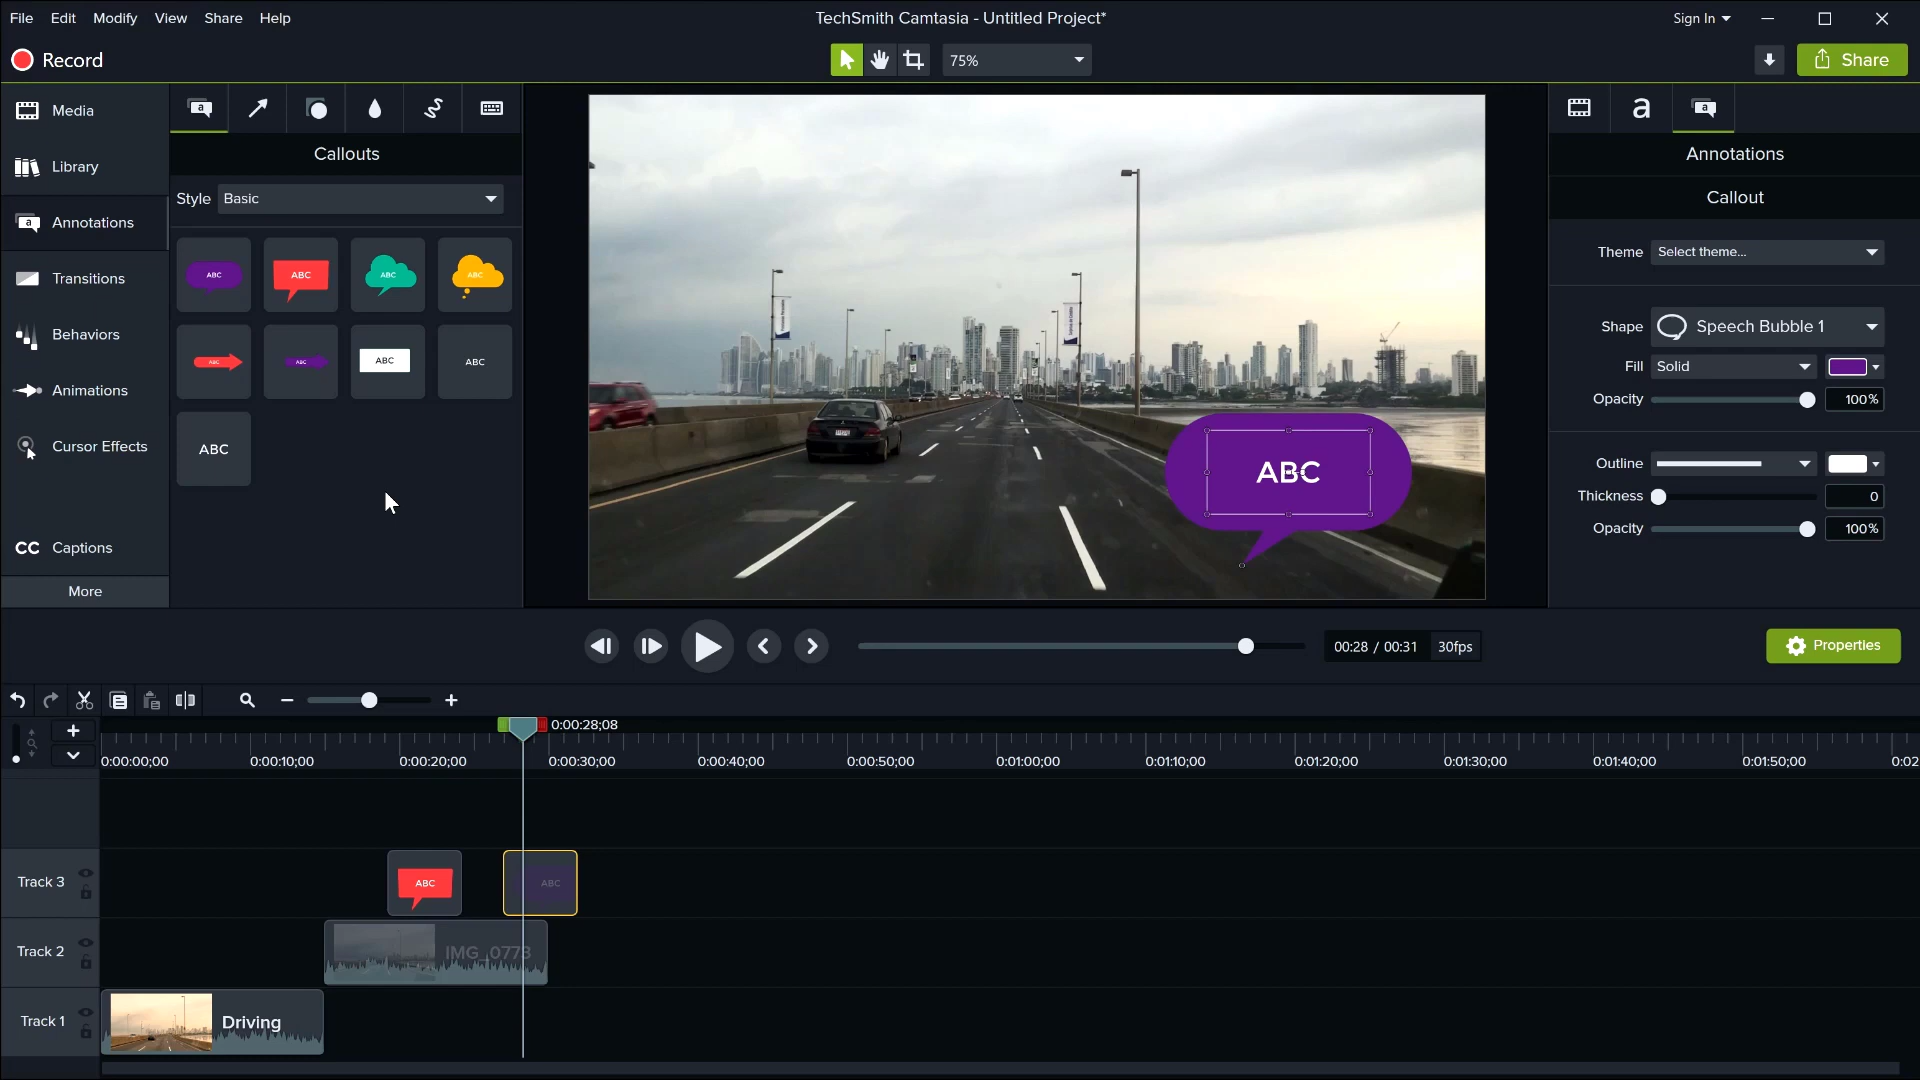 File Edit Modify View Share Help
TechSmith Camtasia - Untitled Project*
Sign In
Record
75%
Share
Media
Library
Annotations
Transitions
Behaviors
Animations
Cursor Effects
CC Captions
More
a
Callouts
Style Basic
ABC ABC ABC ABC
ABC ABC ABC ABC
ABC
ABC
a a
Annotations
Callout
Theme Select theme...
Shape Speech Bubble 1
Fill Solid
Opacity 100%
Outline
Thickness 0
Opacity 100%
00:28 / 00:31 30fps
Properties
0:00:28;08
0:00:00;00 0:00:10;00 0:00:20;00 0:00:30;00 0:00:40;00 0:00:50;00 0:01:00;00 0:01:10;00 0:01:20;00 0:01:30;00 0:01:40;00 0:01:50;00 0:02
Track 3 ABC ABC
Track 2 IMG_0773
Track 1 Driving